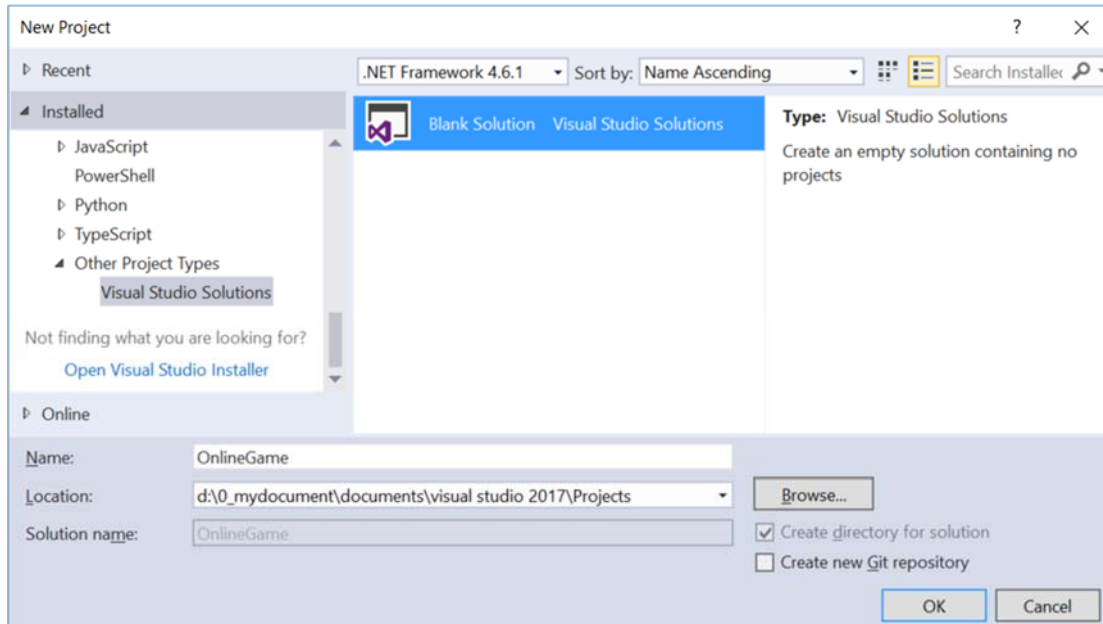 New Project
?
Recent
.NET Framework 4.6.1
Sort by:
Name Ascending
Search Installec
Installed
JavaScript
PowerShell
Python
TypeScript
Other Project Types
Visual Studio Solutions
Not finding what you are looking for?
Open Visual Studio Installer
Online
Blank Solution
Visual Studio Solutions
Type: Visual Studio Solutions
Create an empty solution containing no
projects
Name:
OnlineGame
Location:
d:\0_mydocument\documents\visual studio 2017\Projects
Browse...
Solution name:
OnlineGame
Create directory for solution
Create new Git repository
OK
Cancel